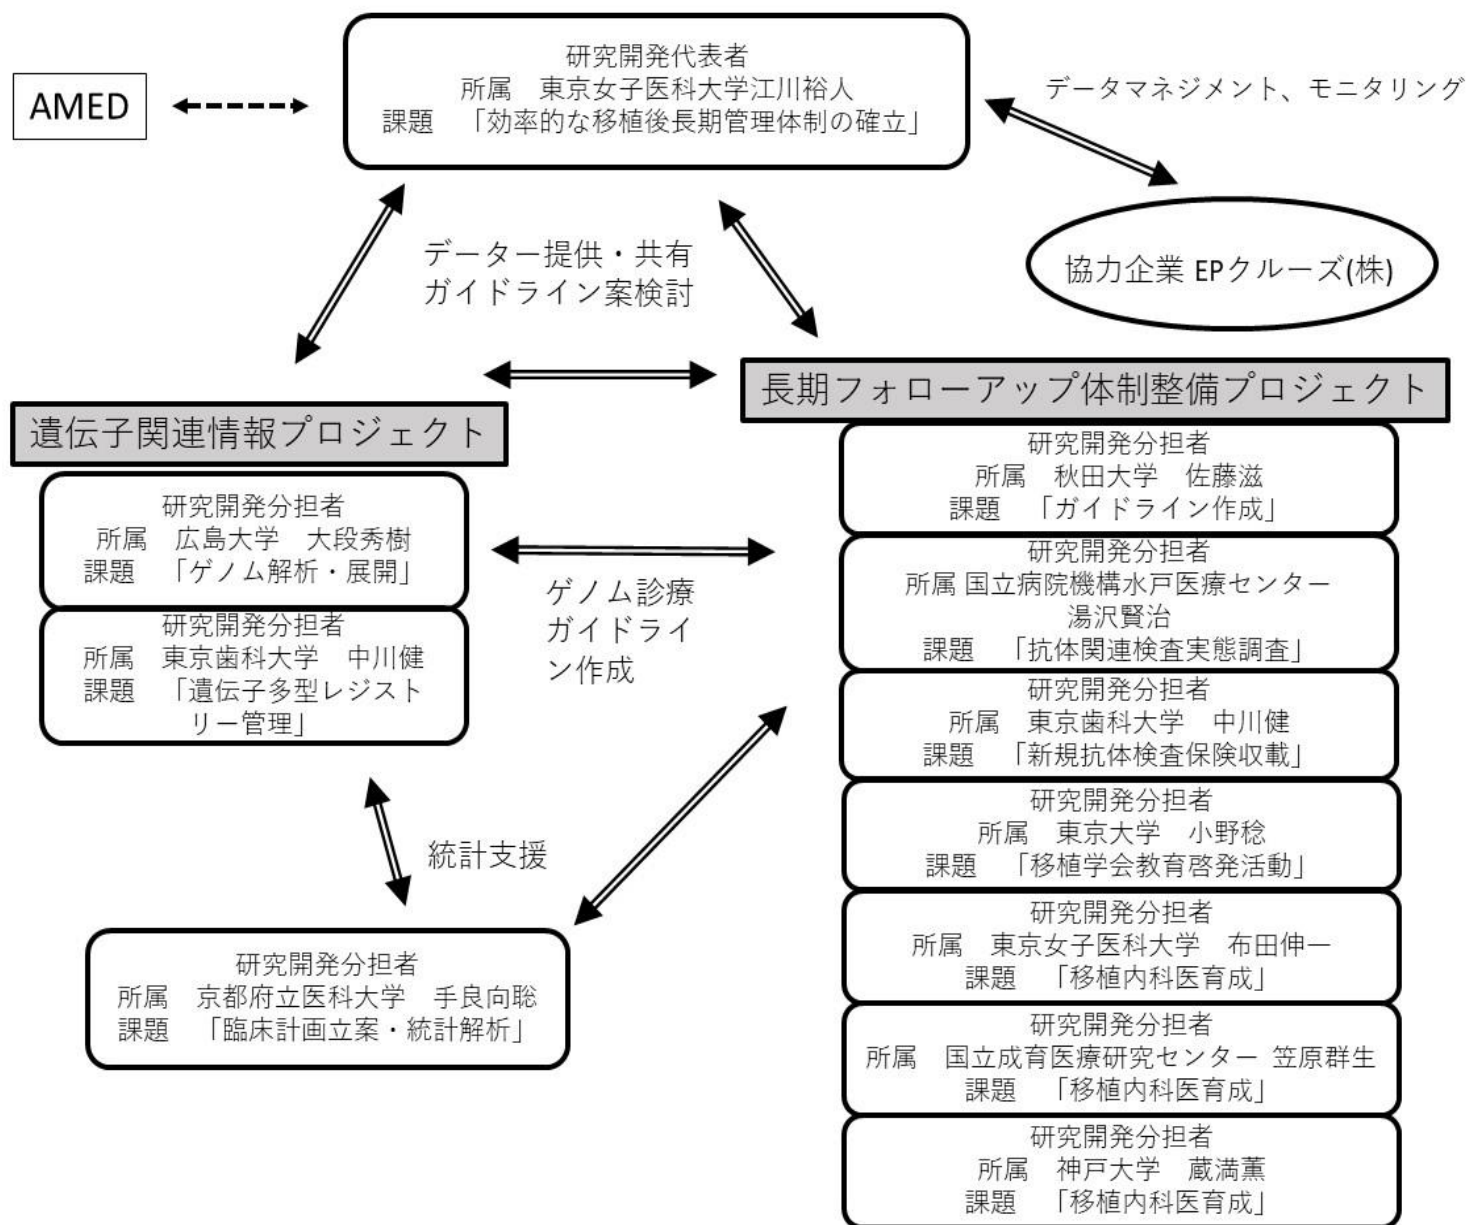 研究開発代表者
所属　東京女子医科大学江川裕人
課題　「効率的な移植後長期管理体制の確立」
AMED
データマネジメント、モニタリング
協力企業 EPクルーズ(株)
データー提供・共有
ガイドライン案検討
遺伝子関連情報プロジェクト
研究開発分担者
所属　広島大学　大段秀樹
課題　「ゲノム解析・展開」
研究開発分担者
所属　東京歯科大学　中川健
課題　「遺伝子多型レジスト
リー管理」
ゲノム診療
ガイドライ
ン作成
統計支援
研究開発分担者
所属　京都府立医科大学　手良向聡
課題　「臨床計画立案・統計解析」
長期フォローアップ体制整備プロジェクト
研究開発分担者
所属　秋田大学　佐藤滋
課題　「ガイドライン作成」
研究開発分担者
所属 国立病院機構水戸医療センター
湯沢賢治
課題　「抗体関連検査実態調査」
研究開発分担者
所属　東京歯科大学　中川健
課題　「新規抗体検査保険収載」
研究開発分担者
所属　東京大学　小野稔
課題　「移植学会教育啓発活動」
研究開発分担者
所属　東京女子医科大学　布田伸一
課題　「移植内科医育成」
研究開発分担者
所属　国立成育医療研究センター 笠原群生
課題　「移植内科医育成」
研究開発分担者
所属　神戸大学　蔵満薫
課題　「移植内科医育成」